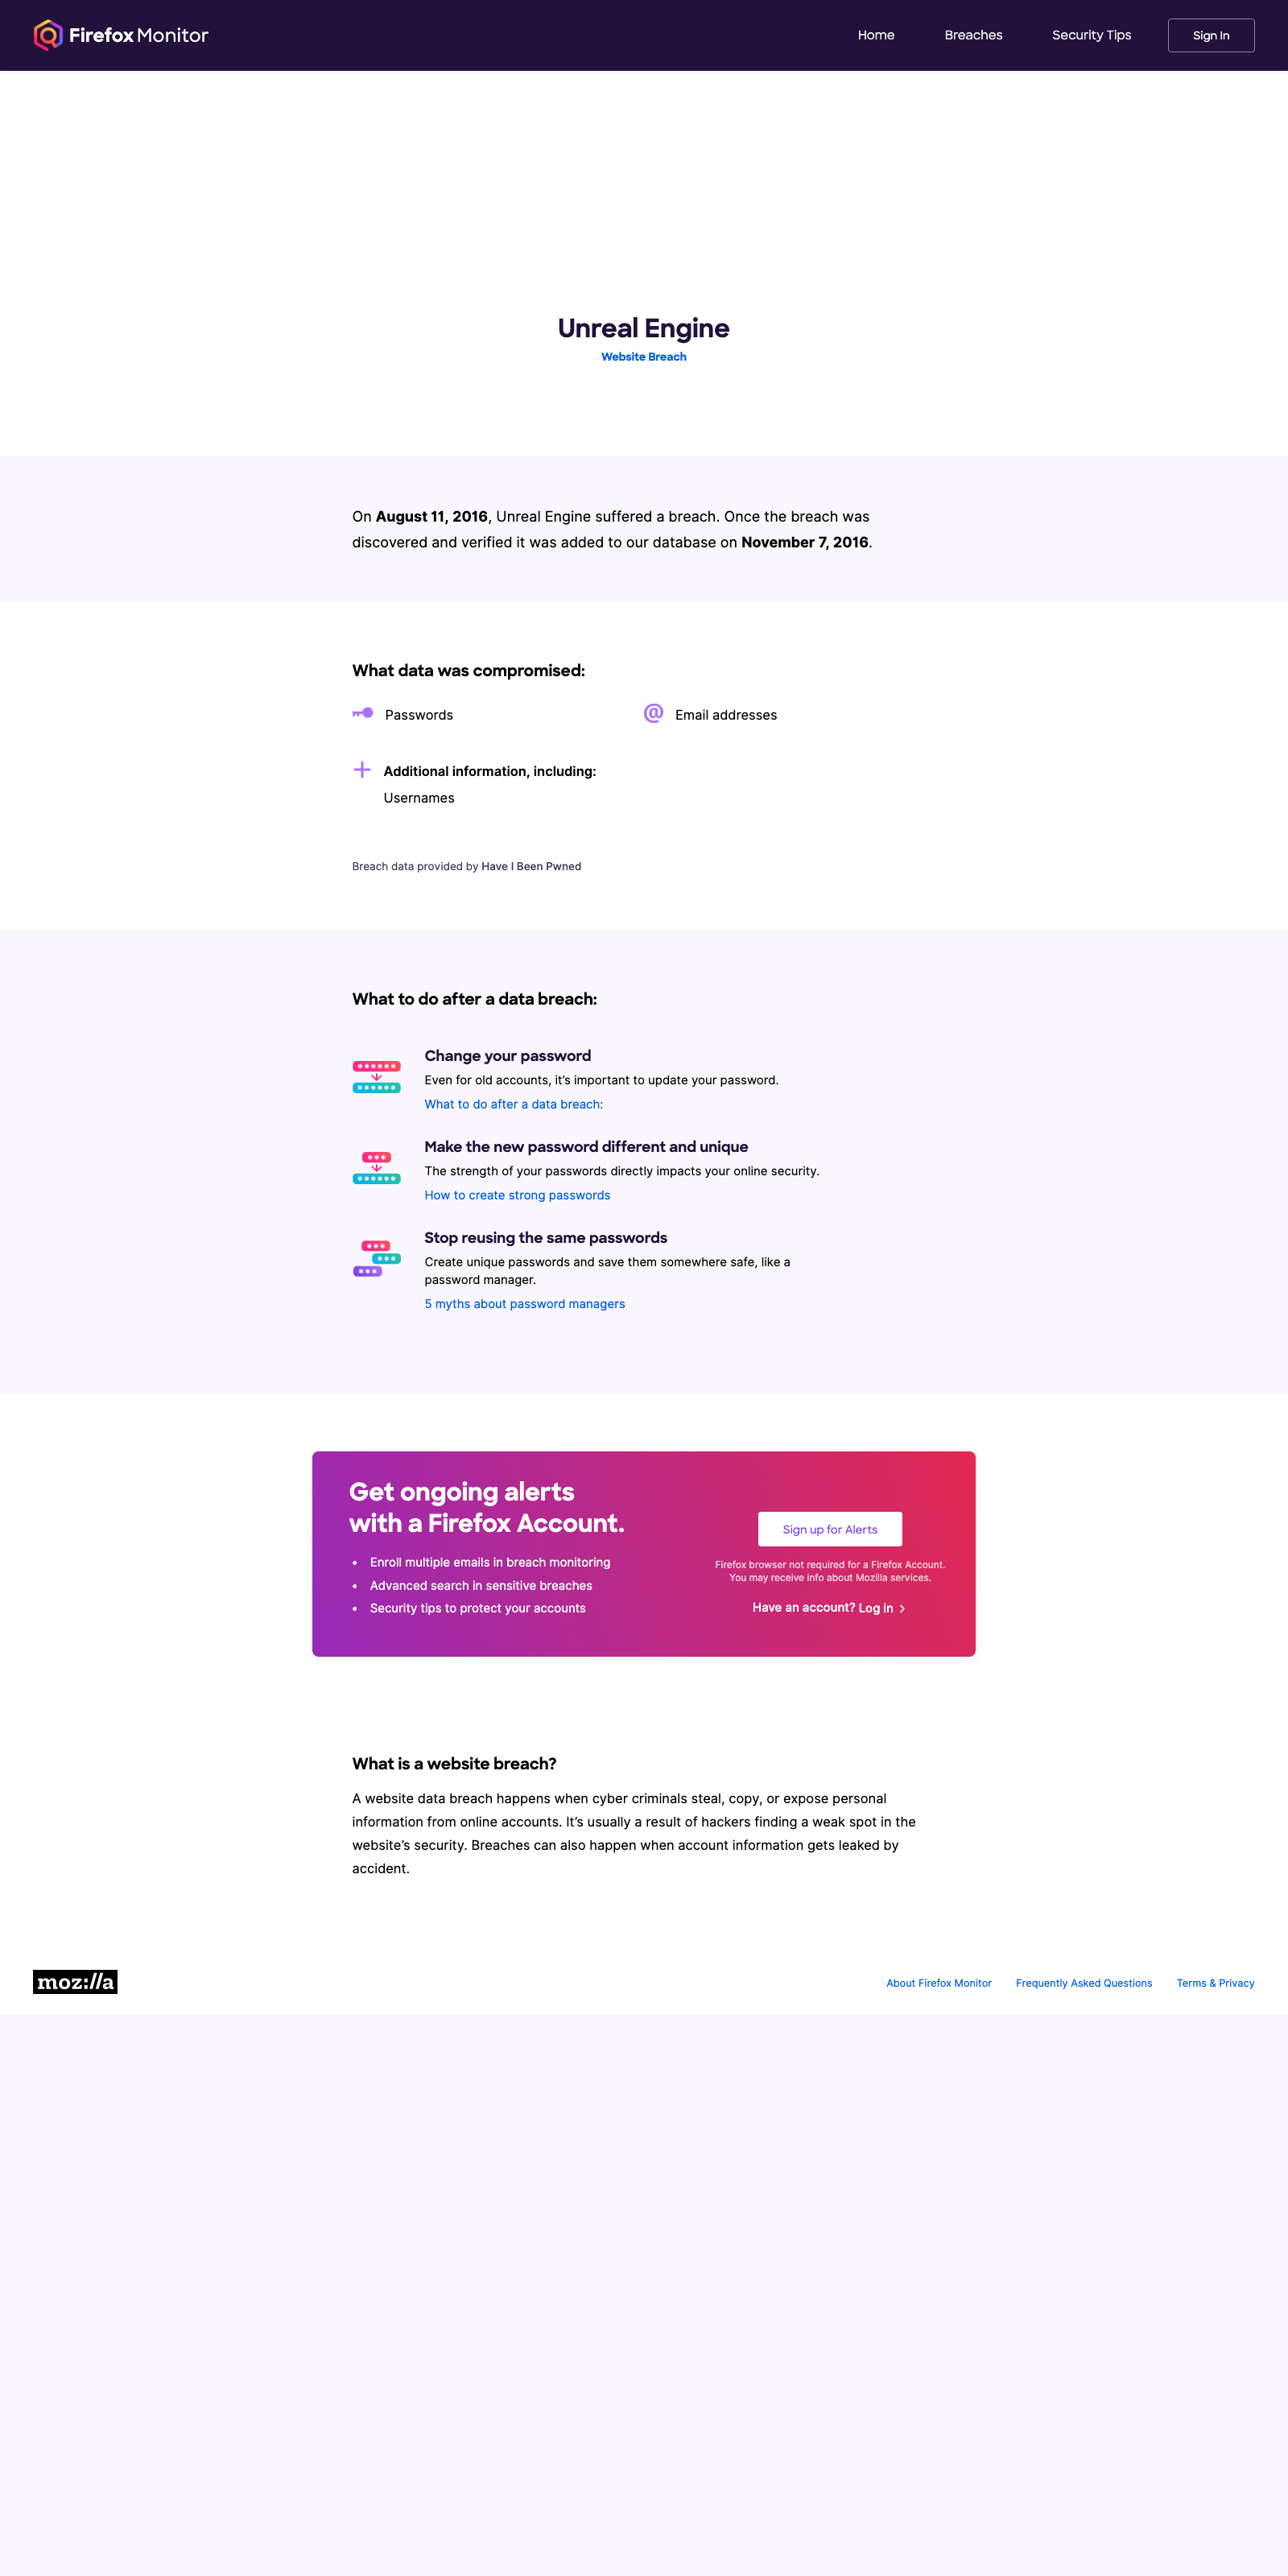 Firefox Monitor
Home
Breaches
Security Tips
Sign In
Unreal Engine
Website Breach
On August 11, 2016, Unreal Engine suffered a breach. Once the breach was
discovered and verified it was added to our database on November 7, 2016.
What data was compromised:
Passwords
@ Email addresses
Additional information, including:
Usernames
Breach data provided by Have I Been Pwned
What to do after a data breach:
Change your password
Even for old accounts, it’s important to update your password.
What to do after a data breach:
Make the new password different and unique
The strength of your passwords directly impacts your online security.
How to create strong passwords
Stop reusing the same passwords
Create unique passwords and save them somewhere safe, like a
password manager.
5 myths about password managers
Get ongoing alerts
with a Firefox Account.
• Enroll multiple emails in breach monitoring
• Advanced search in sensitive breaches
• Security tips to protect your accounts
Sign up for Alerts
Firefox browser not required for a Firefox Account.
You may receive info about Mozilla services.
Have an account? Log in
What is a website breach?
A website data breach happens when cyber criminals steal, copy, or expose personal
information from online accounts. It’s usually a result of hackers finding a weak spot in the
website’s security. Breaches can also happen when account information gets leaked by
accident.
moz://a
About Firefox Monitor
Frequently Asked Questions
Terms & Privacy